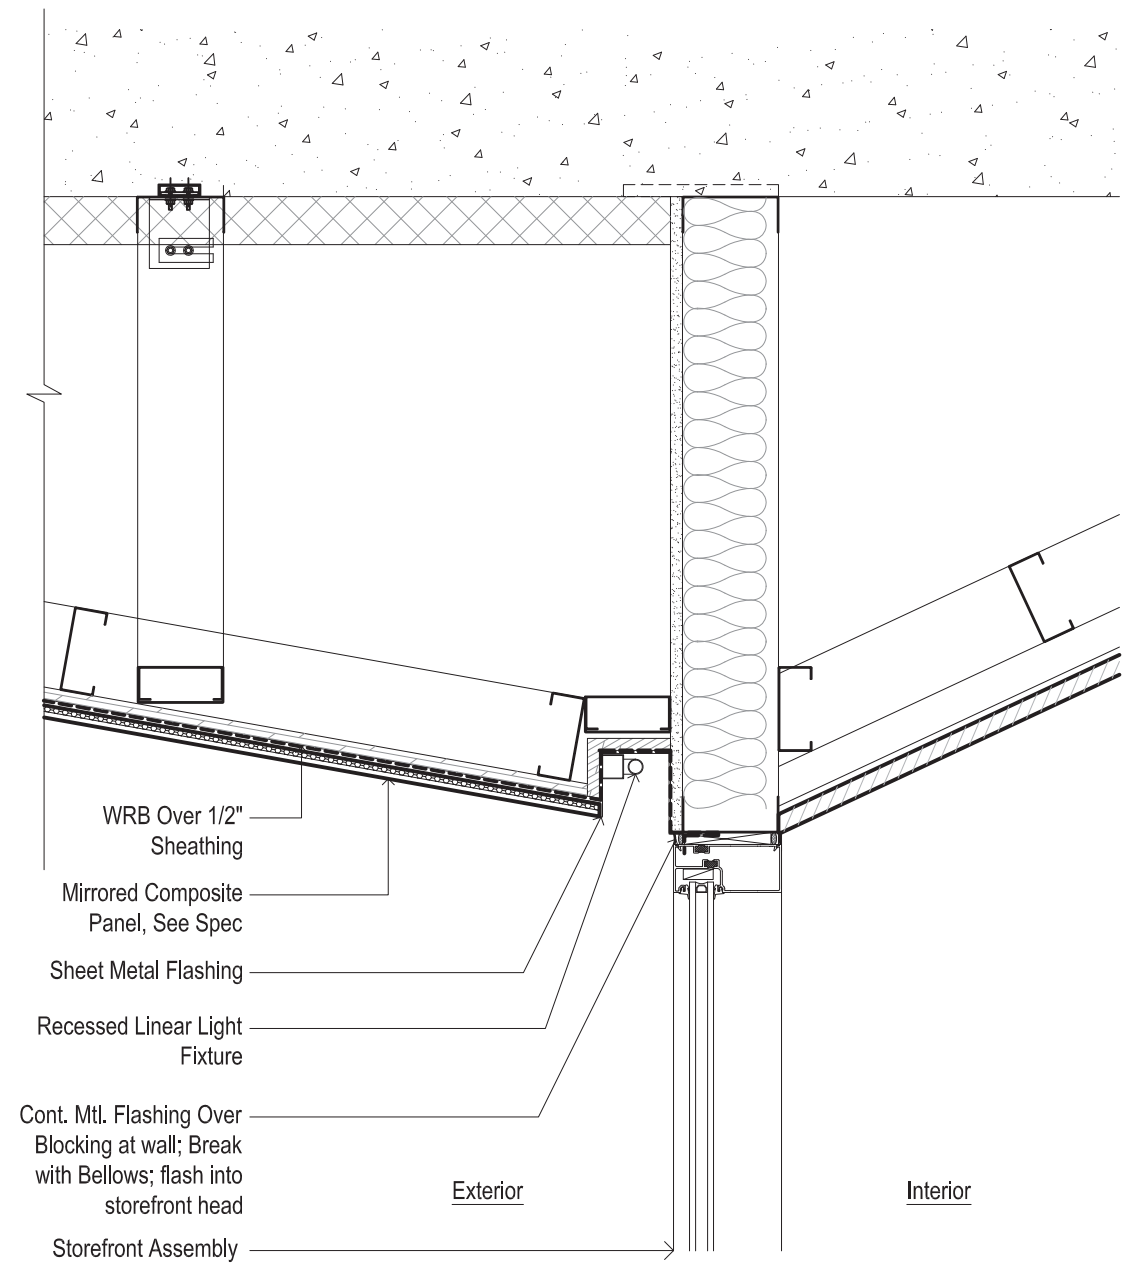 WRB Over 1/2"
Sheathing
Mirrored Composite
Panel, See Spec
Sheet Metal Flashing
Recessed Linear Light
Fixture
Cont. Mtl. Flashing Over
Blocking at wall; Break
with Bellows; flash into
storefront head
Exterior
Interior
Storefront Assembly